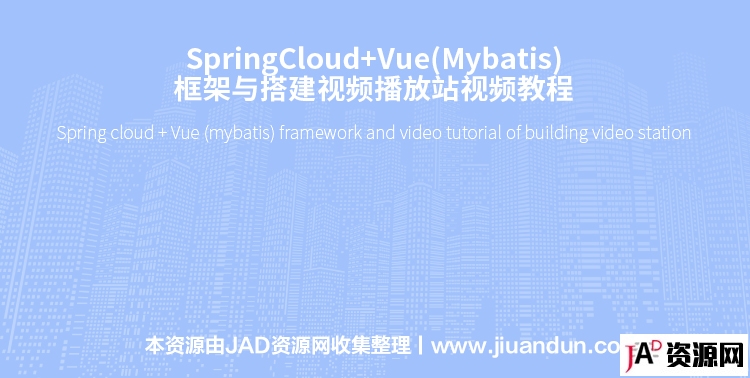 SpringCloud+Vue(Mybatis)
框架与搭建视频播放站视频教程
Spring cloud + Vue (mybatis) framework and video tutorial of building video station
本资源由JAD资源网收集整理丨www.jiuandun.co
JAD资源网